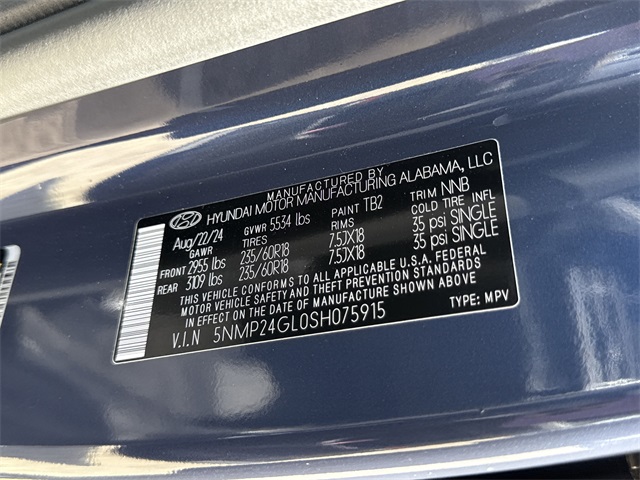 MANUFACTURED BY
HYUNDAI MOTOR MANUFACTURING ALABAMA, LLC
Aug/22/24 GVWR 5534 lbs PAINT TB2 TRIM NNB
GAWR TIRES RIMS COLD TIRE INFL
FRONT 2955 lbs 235/60R18 7.5JX18 35 psi SINGLE
REAR 3109 lbs 235/60R18 7.5JX18 35 psi SINGLE
THIS VEHICLE CONFORMS TO ALL APPLICABLE U.S.A. FEDERAL
MOTOR VEHICLE SAFETY AND THEFT PREVENTION STANDARDS
IN EFFECT ON THE DATE OF MANUFACTURE SHOWN ABOVE
V.I.N 5NMP24GL0SH075915 TYPE: MPV